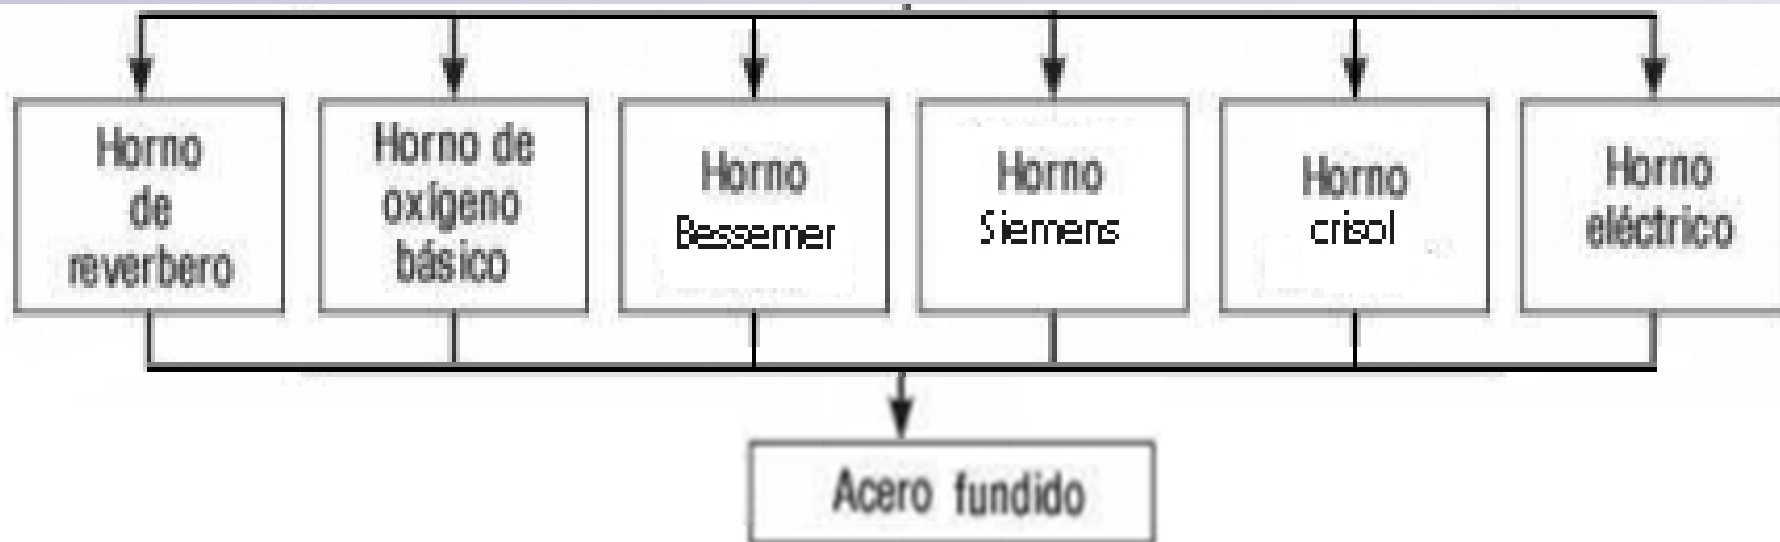 Horno
de
reverbero
Horno de
oxígeno
básico
Horno
Bessemer
Horno
Siemens
Horno
crisol
Horno
eléctrico
Acero fundido